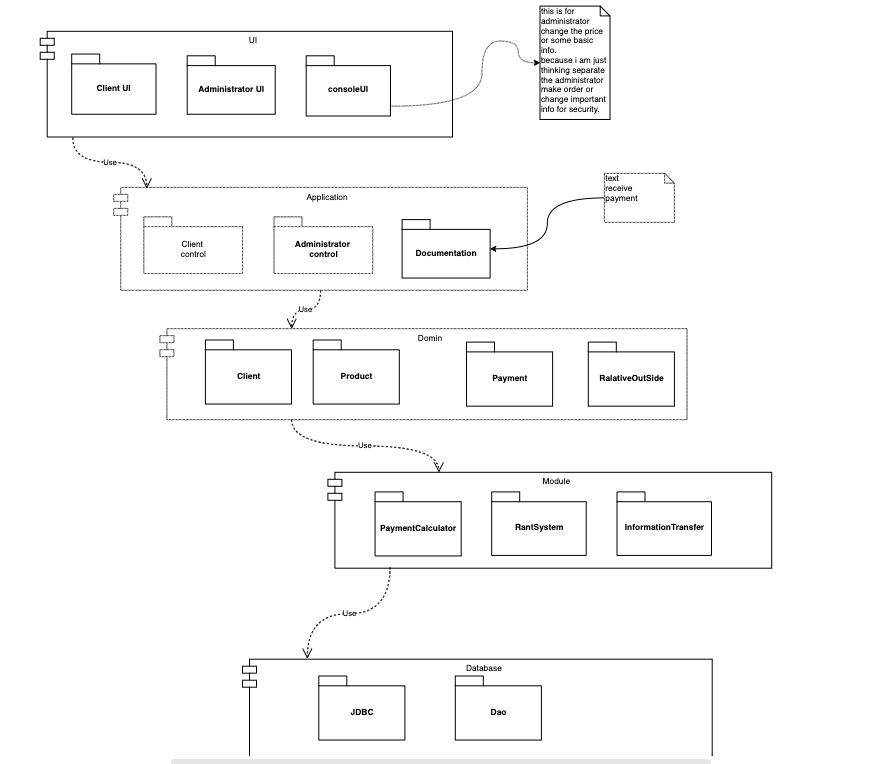 this is for
administrator
change the price
or some basic
info.
because i am just
thinking separate
the administrator
make order or
change important
info for security.
UI
Client UI
Administrator UI
consoleUI
Use
Application
text
receive
payment
Client
control
Administrator
control
Documentation
Use
Domin
Client
Product
Payment
RalativeOutSide
Use
Module
PaymentCalculator
RantSystem
InformationTransfer
Use
Database
JDBC
Dao